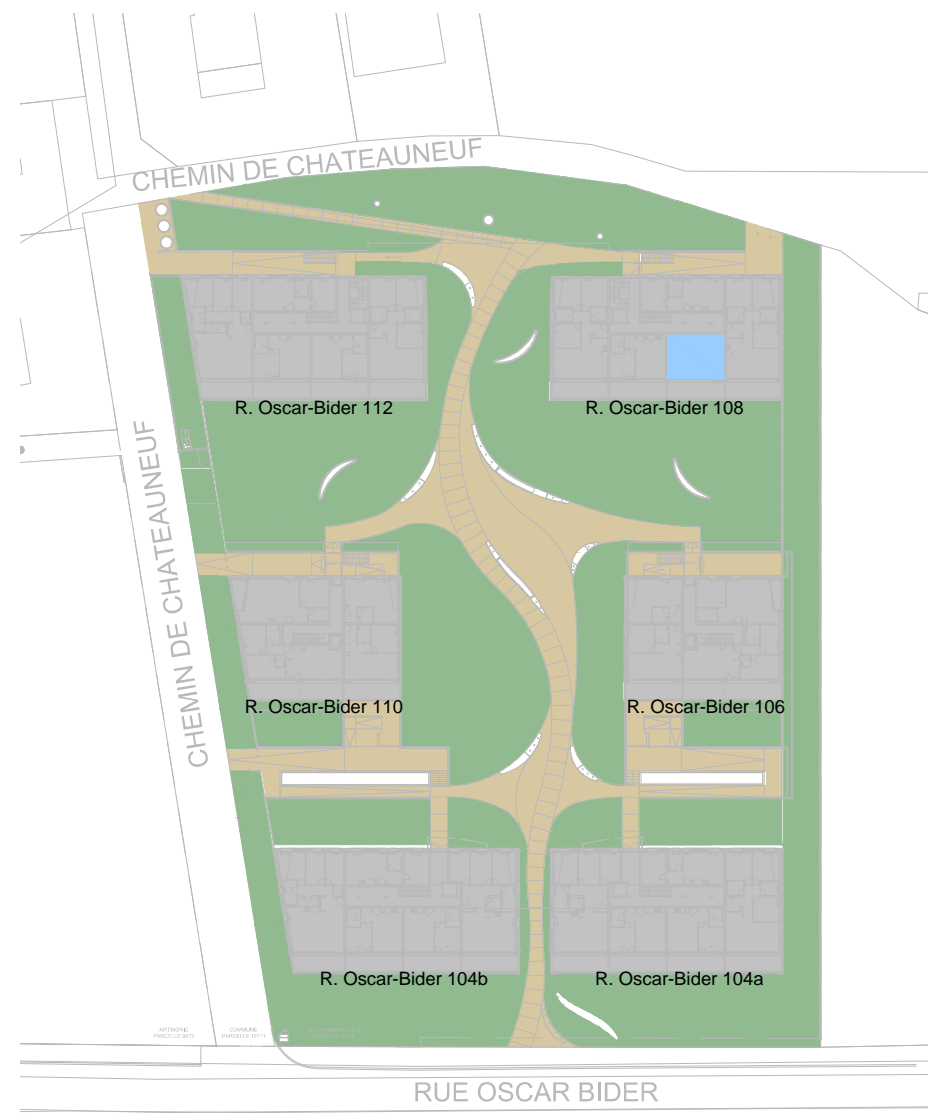 CHEMIN DE CHATEAUNEUF
R. Oscar-Bider 112
R. Oscar-Bider 108
CHEMIN DE CHATEAUNEUF
R. Oscar-Bider 110
R. Oscar-Bider 106
R. Oscar-Bider 104b
R. Oscar-Bider 104a
COMMUNE
RUE OSCAR BIDER